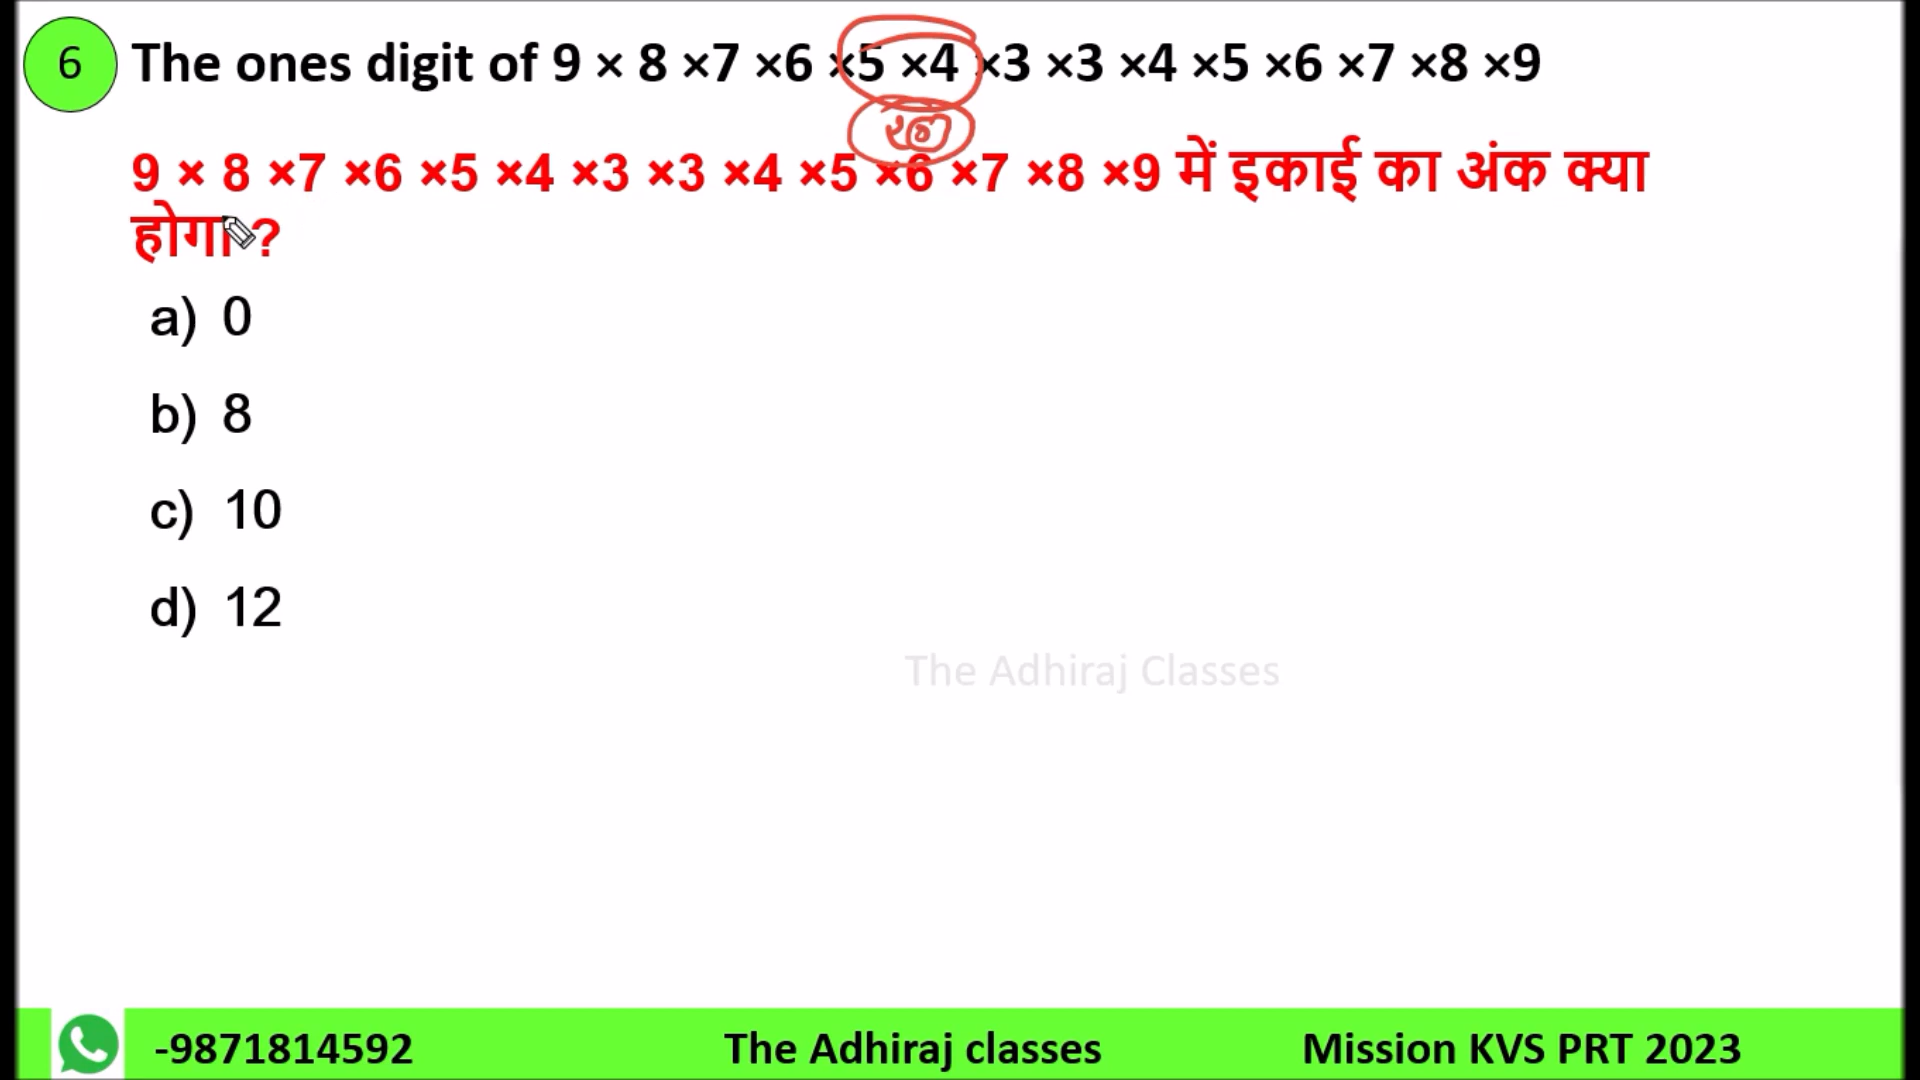 6
The ones digit of 9 × 8 ×7 ×6 ×5 ×4 ×3 ×3 ×4 ×5 ×6 ×7 ×8 ×9
20
9 × 8 ×7 ×6 ×5 ×4 ×3 ×3 ×4 ×5 ×6 ×7 ×8 ×9 में इकाई का अंक क्या
होगा ?
a) 0
b) 8
c) 10
d) 12
The Adhiraj Classes
-9871814592 The Adhiraj classes Mission KVS PRT 2023